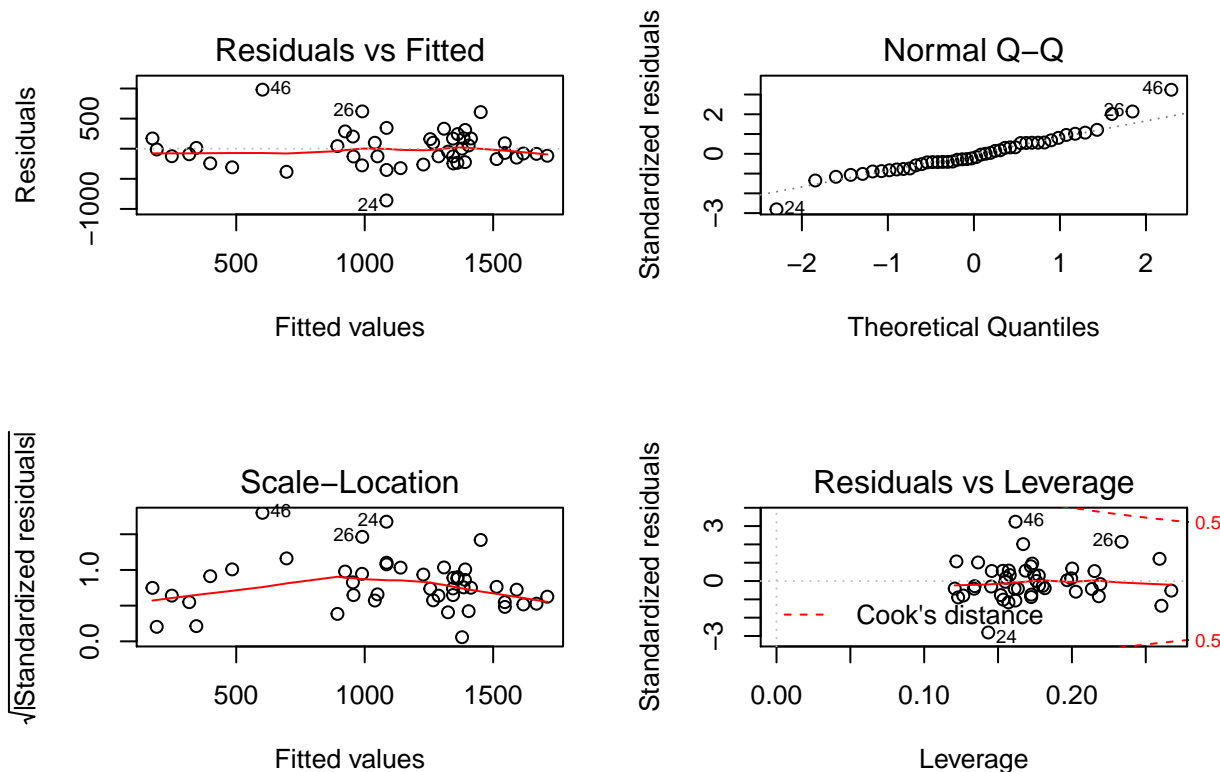 Residuals vs Fitted
Residuals
−1000
500
46
26
24
500
1000
1500
Fitted values
Normal Q−Q
Standardized residuals
−3
0
2
46
26
24
−2
−1
0
1
2
Theoretical Quantiles
Scale−Location
√|Standardized residuals|
0.0
1.0
46
24
26
500
1000
1500
Fitted values
Residuals vs Leverage
Standardized residuals
−3
0
3
46
26
0.5
Cook's distance
24
0.5
0.00
0.10
0.20
Leverage